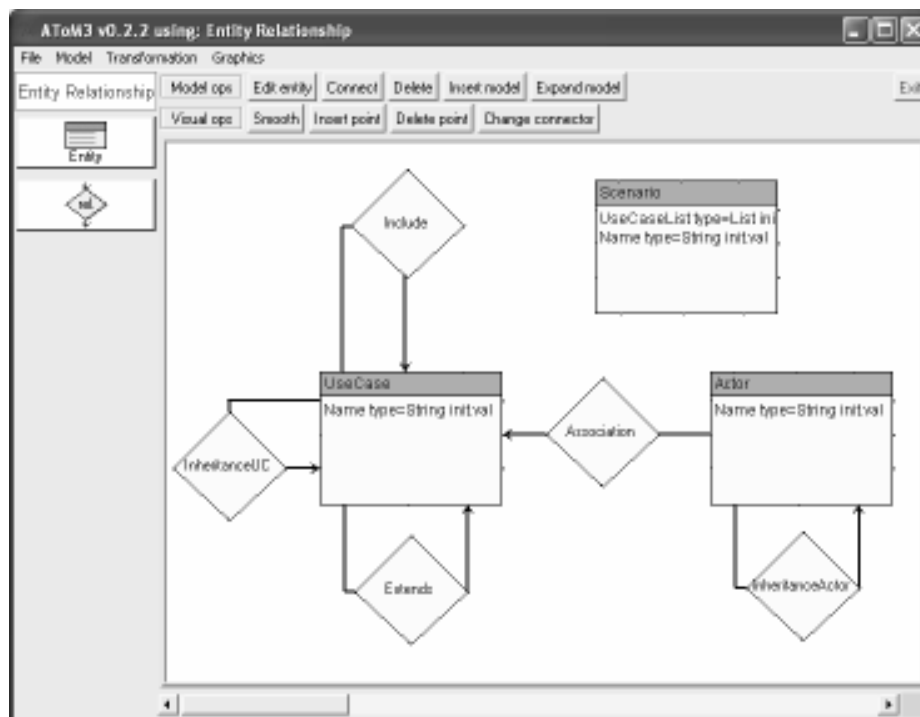 AToM3 v0.2.2 using: Entity Relationship
File Model Transformation Graphics
Entity Relationship
Model ops Edit entity Connect Delete Insert model Expand model Exit
Visual ops Smooth Insert point Delete point Change connector
Entity
rel.
Include
Scenario
UseCaseList type=List ini
Name type=String init.val
UseCase
Name type=String init.val
Actor
Name type=String init.val
Association
InheritanceUC
Extends
InheritanceActor